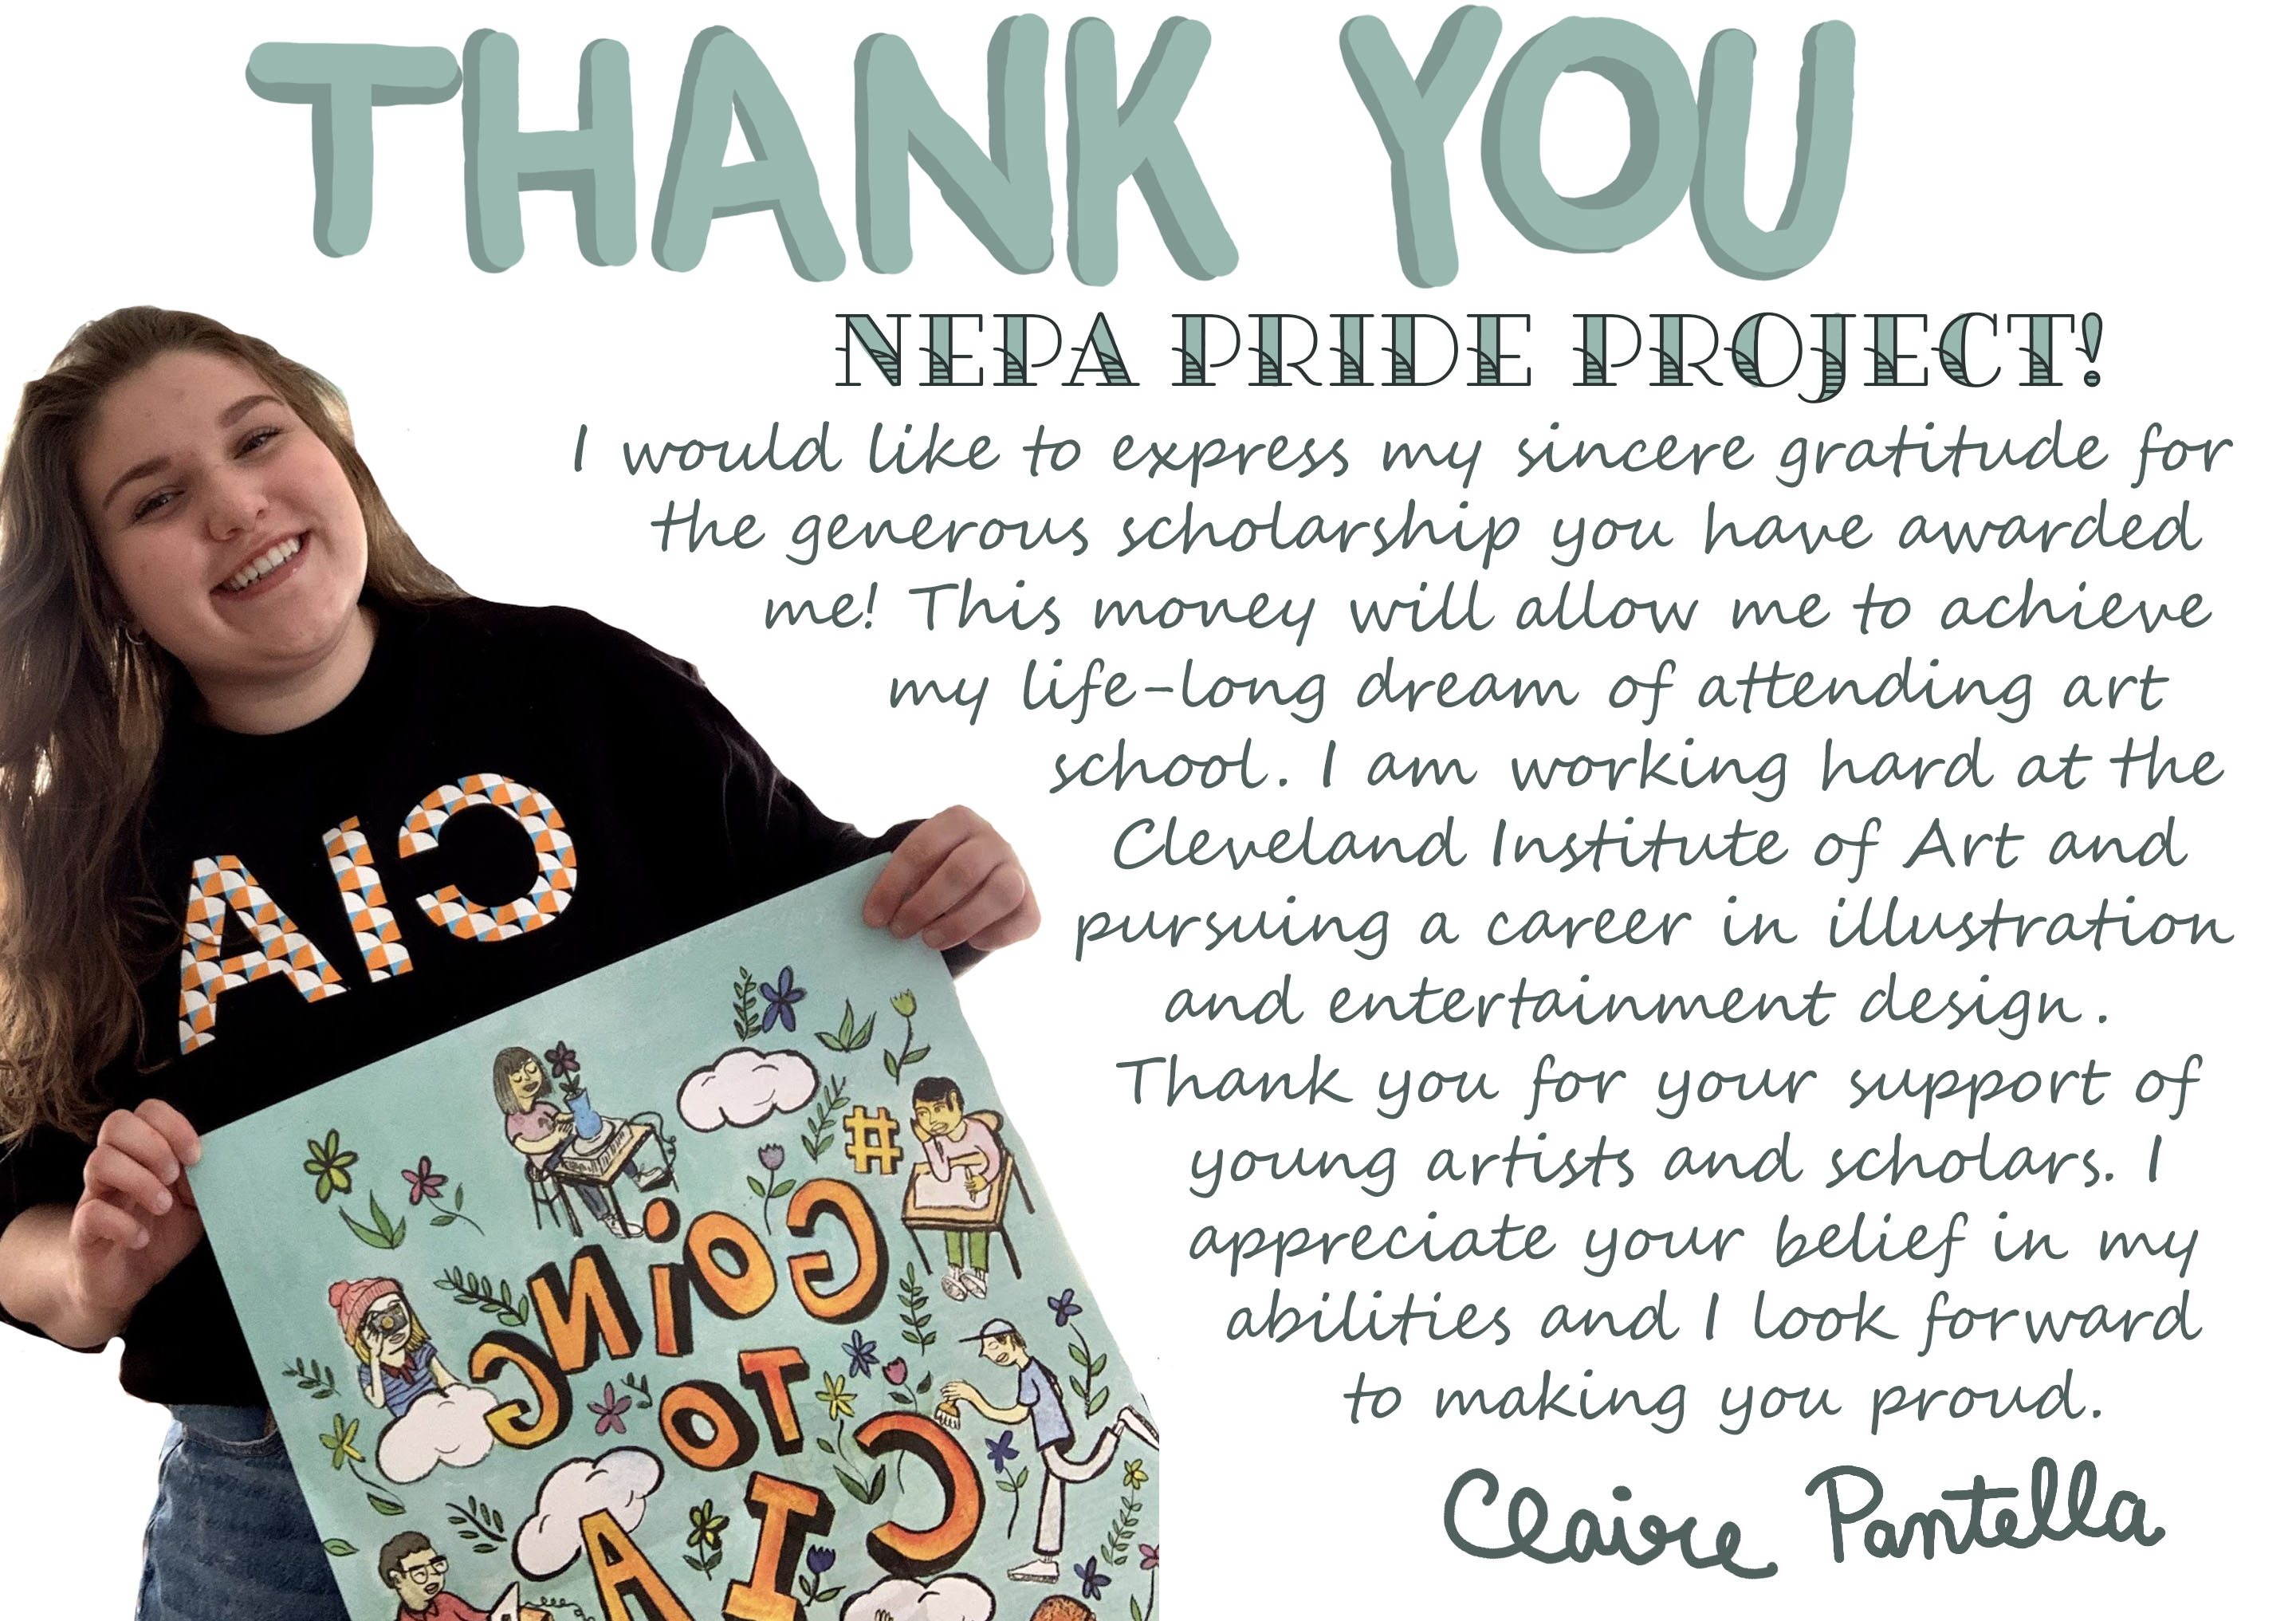 THANK YOU
NEPA PRIDE PROJECT!
I would like to express my sincere gratitude for
the generous scholarship you have awarded
me! This money will allow me to achieve
my life-long dream of attending art
school. I am working hard at the
Cleveland Institute of Art and
pursuing a career in illustration
and entertainment design.
Thank you for your support of
young artists and scholars. I
appreciate your belief in my
abilities and I look forward
to making you proud.
Claire Pantella
CIA
#
GOING
TO
CIA